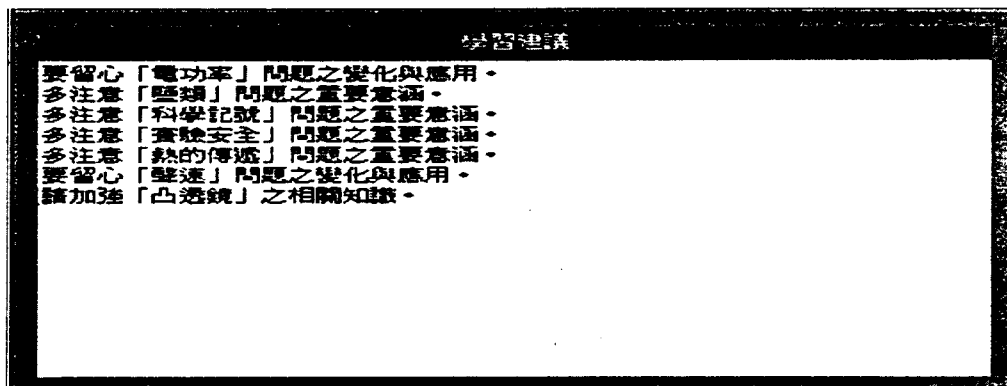 學習建議
要留心「電功率」問題之變化與應用。
多注意「鹽類」問題之重要意涵。
多注意「科學記號」問題之重要意涵。
多注意「實驗安全」問題之重要意涵。
多注意「熱的傳遞」問題之重要意涵。
要留心「聲速」問題之變化與應用。
請加強「凸透鏡」之相關知識。